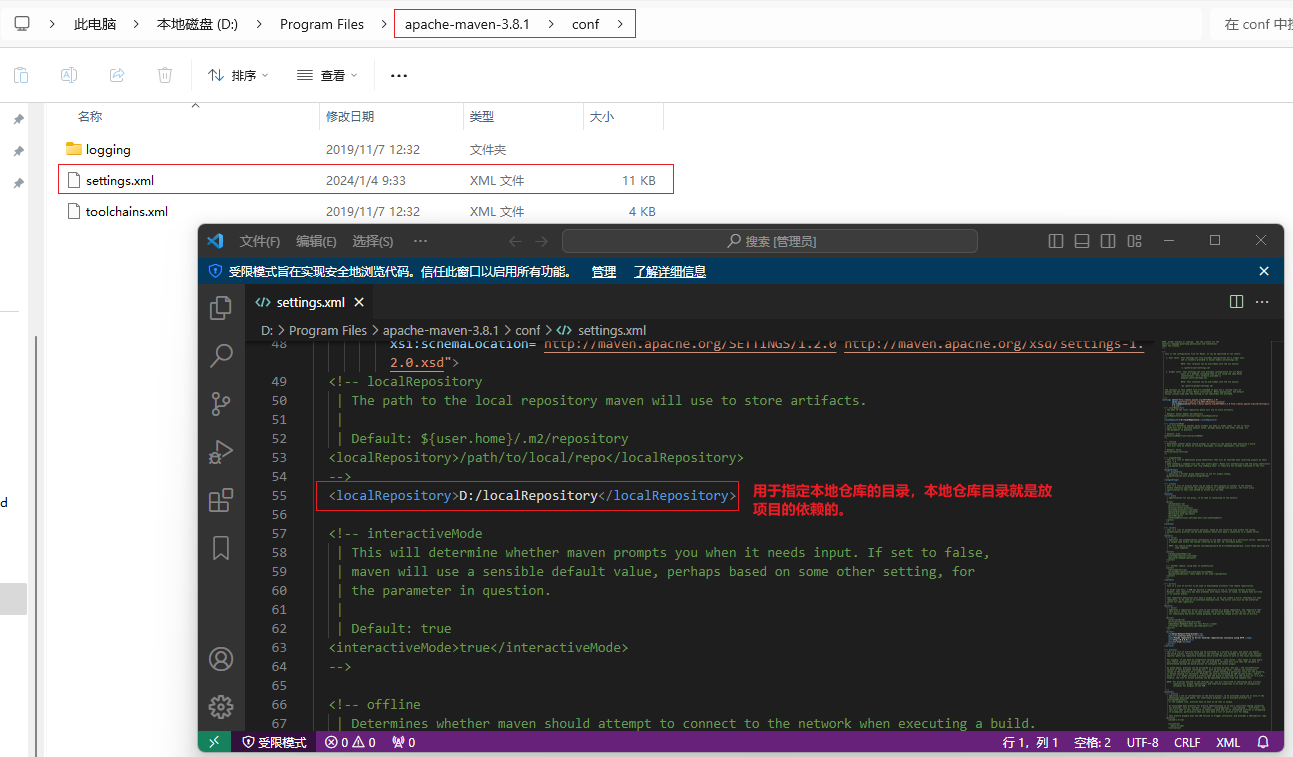 此电脑 > 本地磁盘 (D:) > Program Files > apache-maven-3.8.1 > conf >
在 conf 中
排序 查看 ···
名称 修改日期 类型 大小
logging 2019/11/7 12:32 文件夹
settings.xml 2024/1/4 9:33 XML 文件 11 KB
toolchains.xml 2019/11/7 12:32 XML 文件 4 KB
d
文件(F) 编辑(E) 选择(S) ··· 搜索 [管理员]
受限模式旨在实现安全地浏览代码。信任此窗口以启用所有功能。 管理 了解详细信息
settings.xml
D: > Program Files > apache-maven-3.8.1 > conf > settings.xml
48 xsi:schemaLocation="http://maven.apache.org/SETTINGS/1.2.0 http://maven.apache.org/xsd/settings-1.
2.0.xsd">
49 <!-- localRepository
50 | The path to the local repository maven will use to store artifacts.
51 |
52 | Default: ${user.home}/.m2/repository
53 <localRepository>/path/to/local/repo</localRepository>
54 -->
55 <localRepository>D:/localRepository</localRepository>
用于指定本地仓库的目录，本地仓库目录就是放
项目的依赖的。
56
57 <!-- interactiveMode
58 | This will determine whether maven prompts you when it needs input. If set to false,
59 | maven will use a sensible default value, perhaps based on some other setting, for
60 | the parameter in question.
61 |
62 | Default: true
63 <interactiveMode>true</interactiveMode>
64 -->
65
66 <!-- offline
67 | Determines whether maven should attempt to connect to the network when executing a build.
受限模式 0 0 0 行 1，列 1 空格: 2 UTF-8 CRLF XML